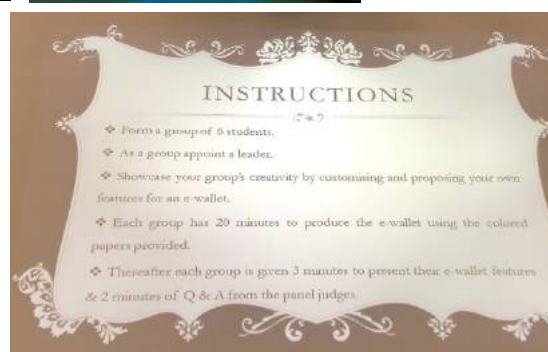 INSTRUCTIONS
❖ Form a group of 6 students.
❖ As a group appoint a leader.
❖ Showcase your group's creativity by customising and proposing your own
features for an e-wallet.
❖ Each group has 20 minutes to produce the e-wallet using the colored
papers provided.
❖ Thereafter each group is given 3 minutes to present their e-wallet features
& 2 minutes of Q & A from the panel judges.